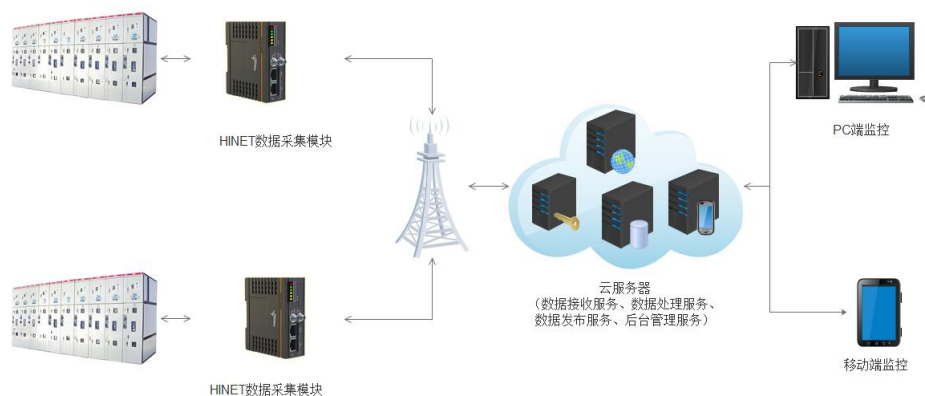 HINET数据采集模块
PC端监控
云服务器
（数据接收服务、数据处理服务、
数据发布服务、后台管理服务）
移动端监控
HINET数据采集模块